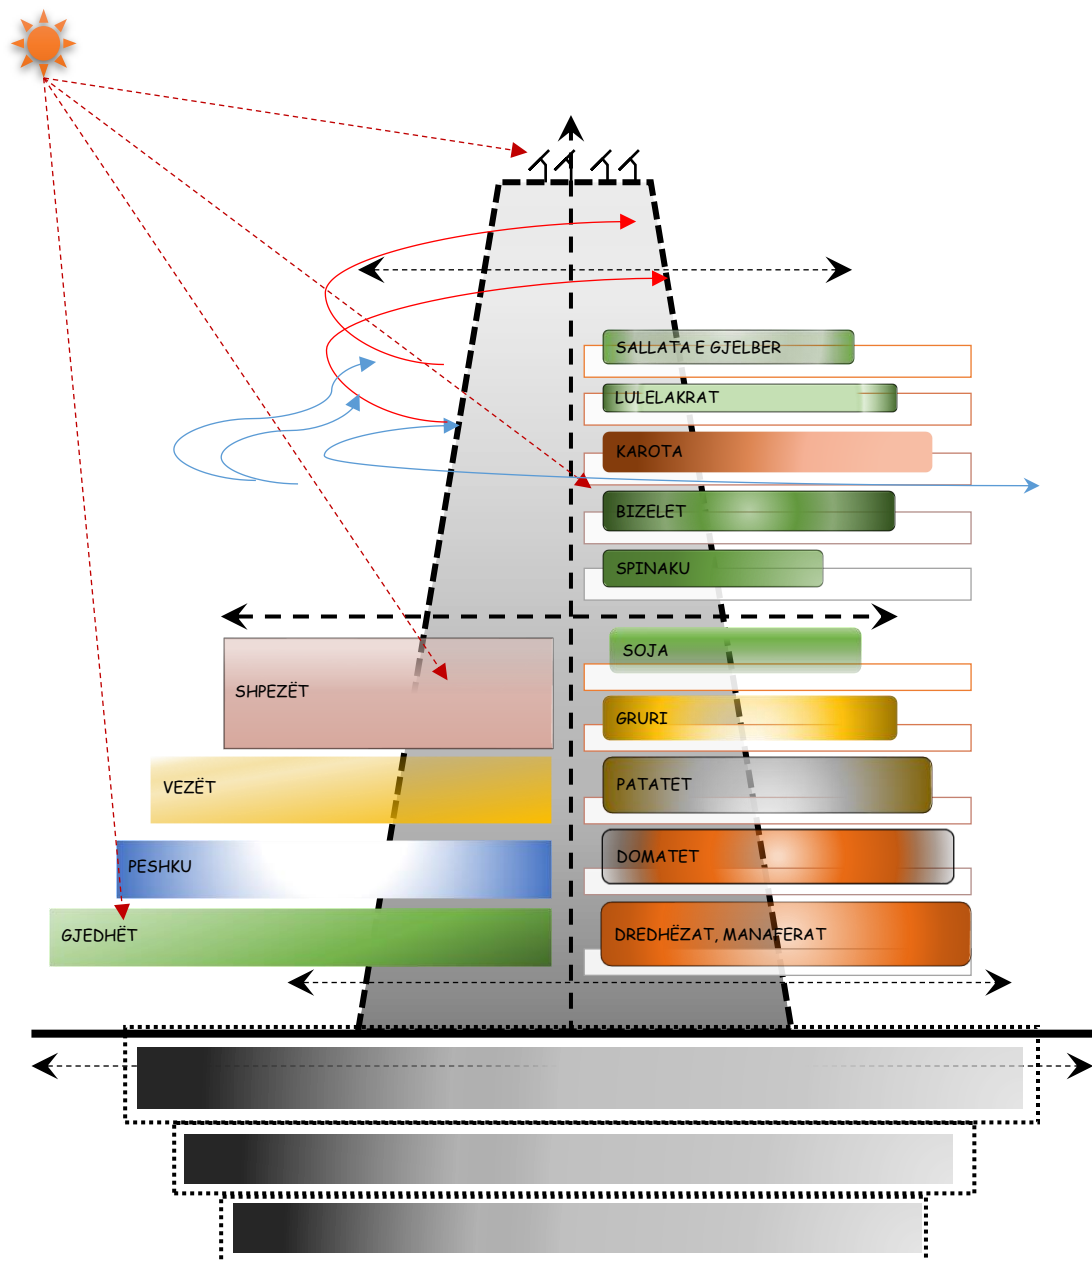 SALLATA E GJELBER
LULELAKRAT
KAROTA
BIZELET
SPINAKU
SOJA
SHPEZËT
GRURI
VEZËT
PATATET
PESHKU
DOMATET
GJEDHËT
DREDHËZAT, MANAFERAT